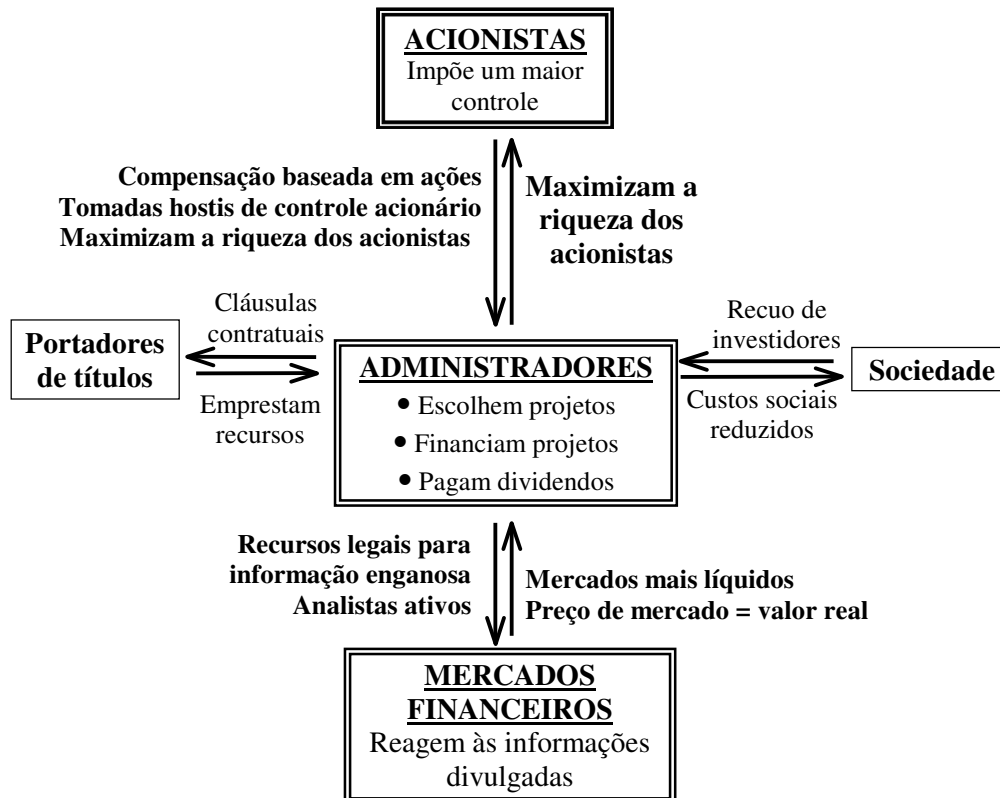 ACIONISTAS
Impõe um maior
controle
Compensação baseada em ações
Tomadas hostis de controle acionário
Maximizam a riqueza dos acionistas
Maximizam a
riqueza dos
acionistas
Portadores
de títulos
Cláusulas
contratuais
Emprestam
recursos
ADMINISTRADORES
• Escolhem projetos
• Financiam projetos
• Pagam dividendos
Recuo de
investidores
Custos sociais
reduzidos
Sociedade
Recursos legais para
informação enganosa
Analistas ativos
Mercados mais líquidos
Preço de mercado = valor real
MERCADOS
FINANCEIROS
Reagem às informações
divulgadas